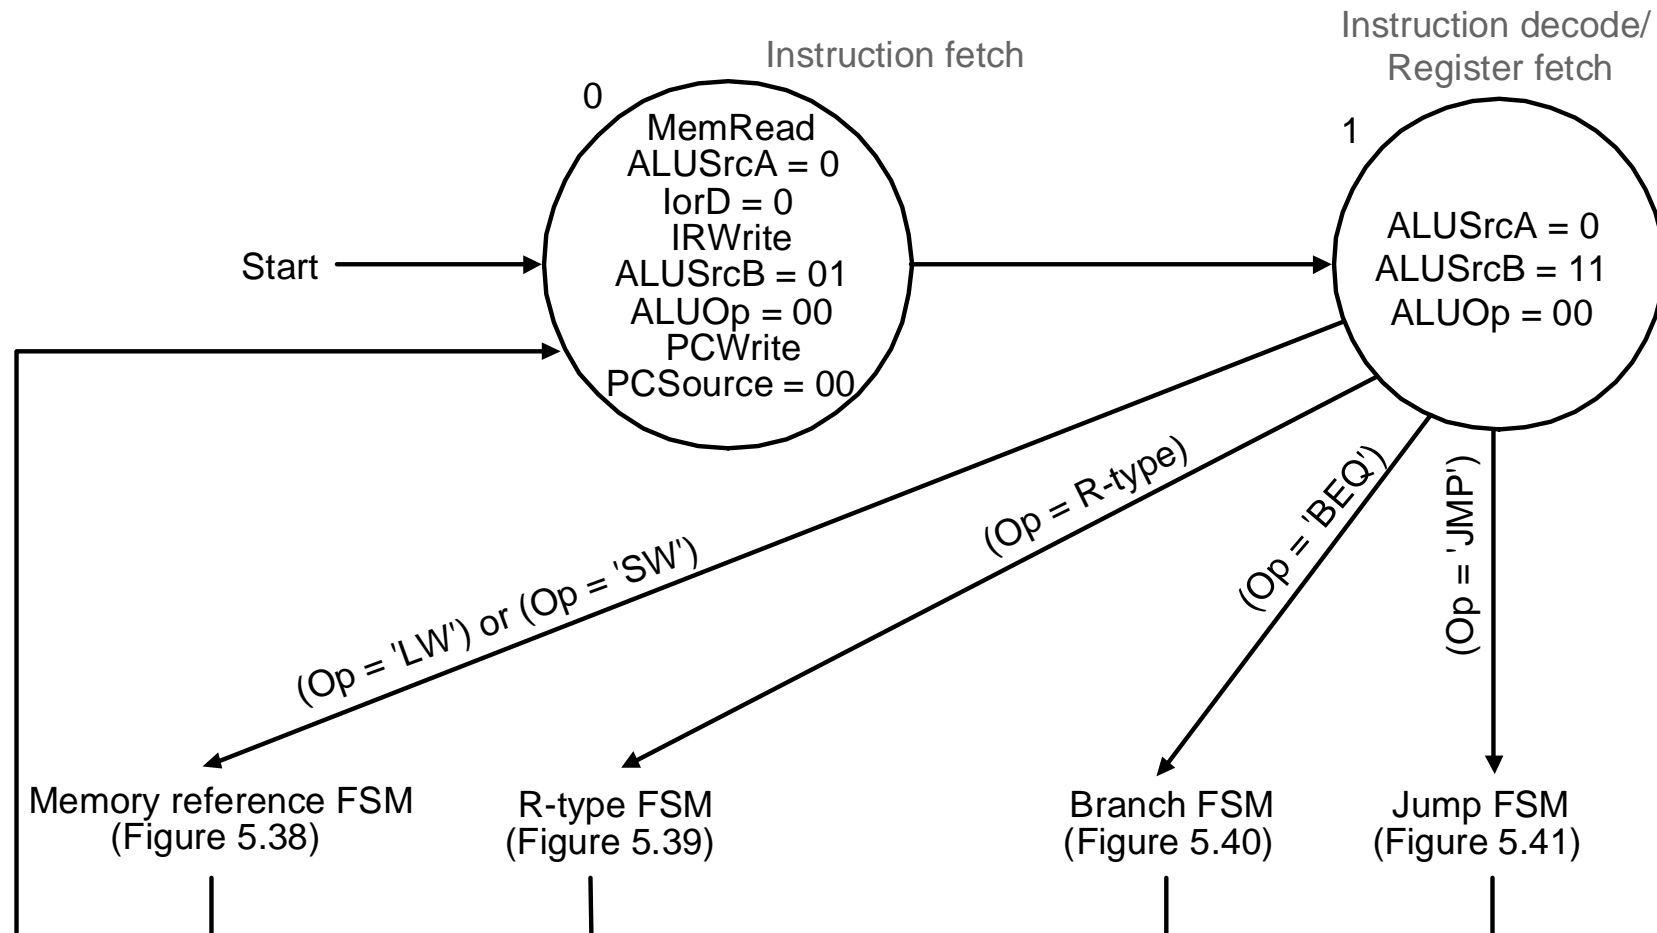 Instruction fetch
Instruction decode/
Register fetch
0
MemRead
ALUSrcA = 0
IorD = 0
IRWrite
ALUSrcB = 01
ALUOp = 00
PCWrite
PCSource = 00
1
ALUSrcA = 0
ALUSrcB = 11
ALUOp = 00
Start
(Op = 'LW') or (Op = 'SW')
(Op = R-type)
(Op = 'BEQ')
(Op = 'JMP')
Memory reference FSM
(Figure 5.38)
R-type FSM
(Figure 5.39)
Branch FSM
(Figure 5.40)
Jump FSM
(Figure 5.41)